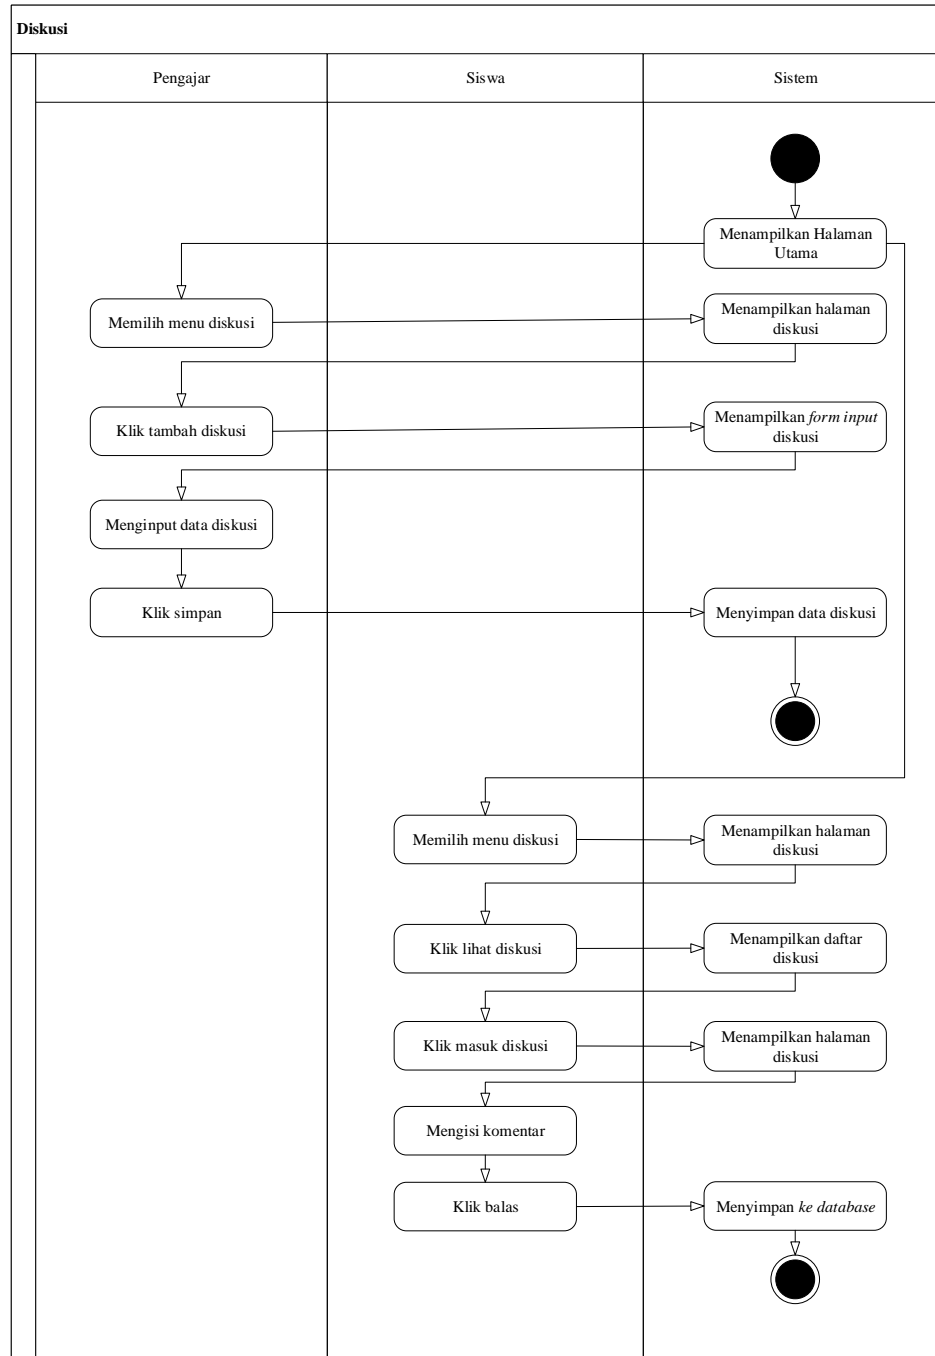 Diskusi
Pengajar
Siswa
Sistem
Menampilkan Halaman
Utama
Memilih menu diskusi
Menampilkan halaman
diskusi
Klik tambah diskusi
Menampilkan form input
diskusi
Menginput data diskusi
Klik simpan
Menyimpan data diskusi
Memilih menu diskusi
Menampilkan halaman
diskusi
Klik lihat diskusi
Menampilkan daftar
diskusi
Klik masuk diskusi
Menampilkan halaman
diskusi
Mengisi komentar
Klik balas
Menyimpan ke database